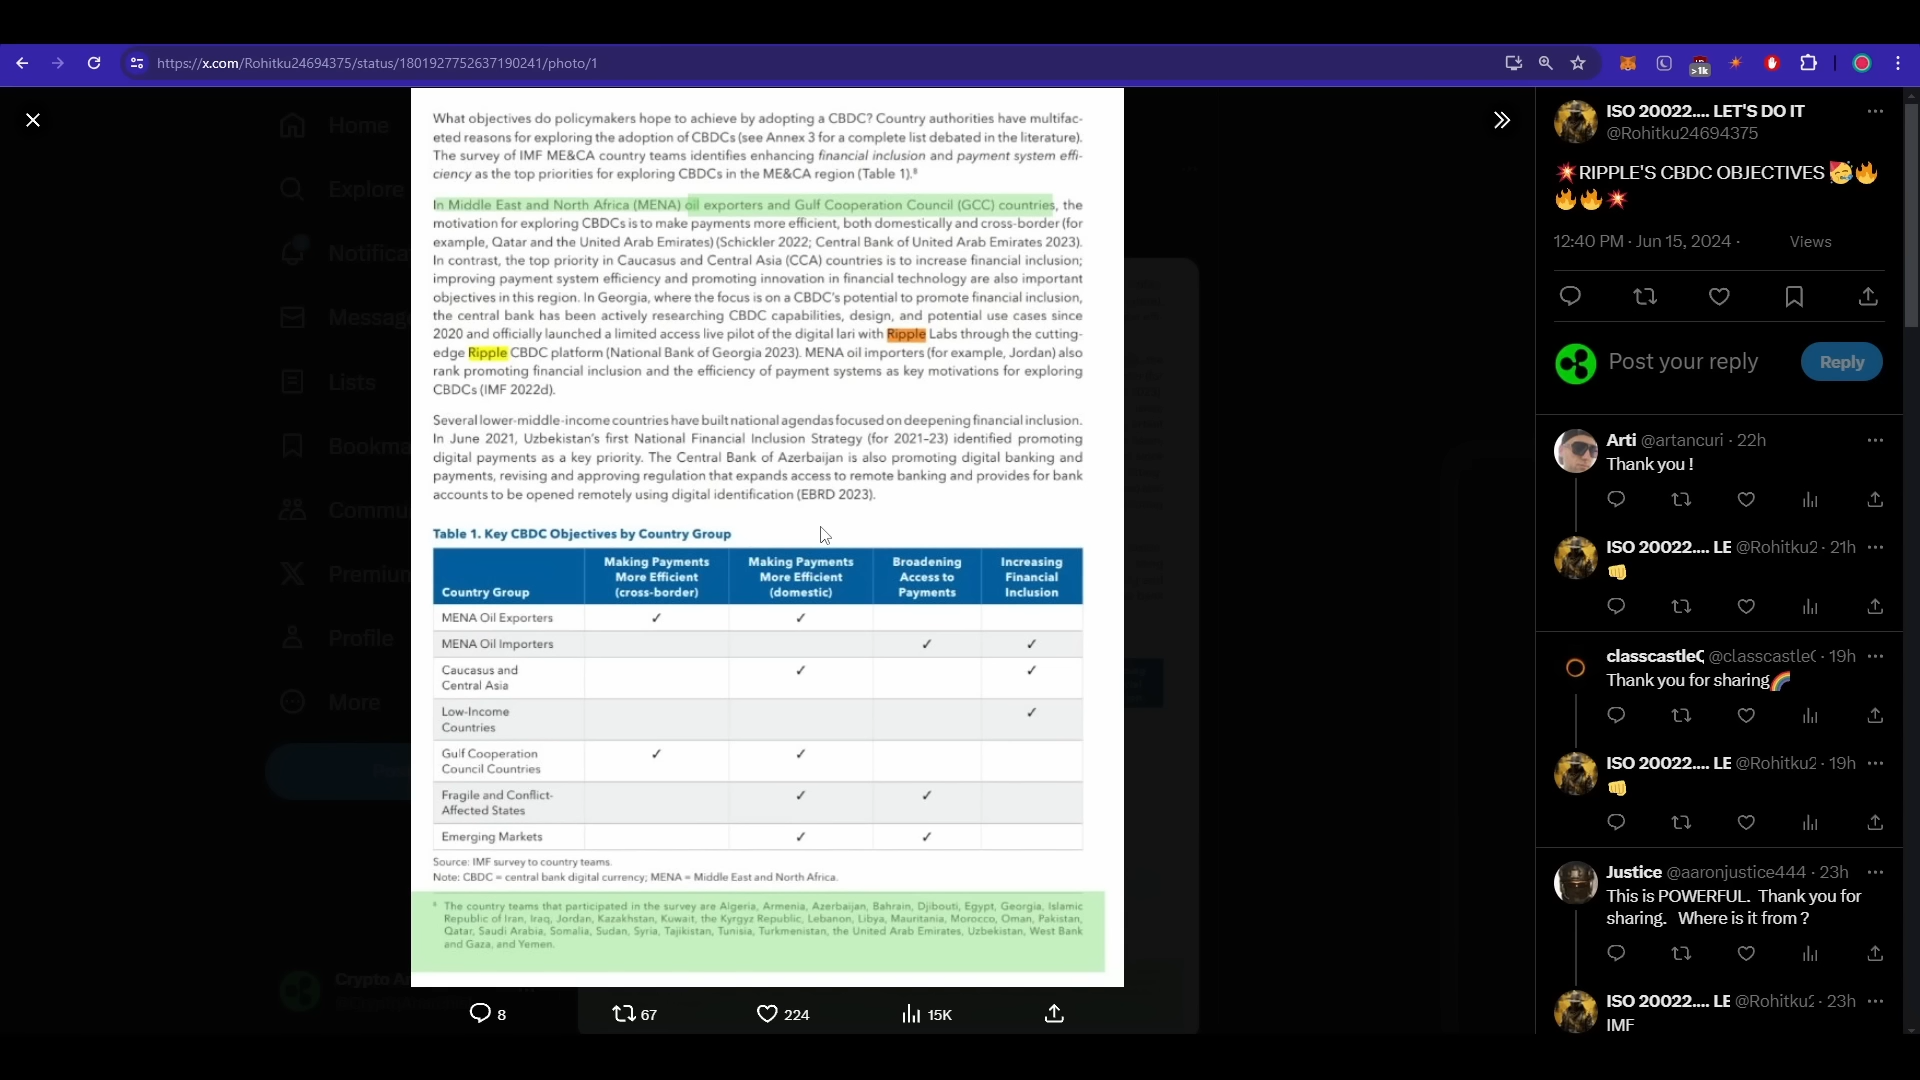 https://x.com/Rohitku24694375/status/1801927752637190241/photo/1
>1k
What objectives do policymakers hope to achieve by adopting a CBDC? Country authorities have multifac-
eted reasons for exploring the adoption of CBDCs (see Annex 3 for a complete list debated in the literature).
The survey of IMF ME&CA country teams identifies enhancing financial inclusion and payment system effi-
ciency as the top priorities for exploring CBDCs in the ME&CA region (Table 1).⁸
In Middle East and North Africa (MENA) oil exporters and Gulf Cooperation Council (GCC) countries, the
motivation for exploring CBDCs is to make payments more efficient, both domestically and cross-border (for
example, Qatar and the United Arab Emirates) (Schickler 2022; Central Bank of United Arab Emirates 2023).
In contrast, the top priority in Caucasus and Central Asia (CCA) countries is to increase financial inclusion;
improving payment system efficiency and promoting innovation in financial technology are also important
objectives in this region. In Georgia, where the focus is on a CBDC's potential to promote financial inclusion,
the central bank has been actively researching CBDC capabilities, design, and potential use cases since
2020 and officially launched a limited access live pilot of the digital lari with Ripple Labs through the cutting-
edge Ripple CBDC platform (National Bank of Georgia 2023). MENA oil importers (for example, Jordan) also
rank promoting financial inclusion and the efficiency of payment systems as key motivations for exploring
CBDCs (IMF 2022d).
Several lower-middle-income countries have built national agendas focused on deepening financial inclusion.
In June 2021, Uzbekistan's first National Financial Inclusion Strategy (for 2021–23) identified promoting
digital payments as a key priority. The Central Bank of Azerbaijan is also promoting digital banking and
payments, revising and approving regulation that expands access to remote banking and provides for bank
accounts to be opened remotely using digital identification (EBRD 2023).
Table 1. Key CBDC Objectives by Country Group
Country Group
Making Payments
More Efficient
(cross-border)
Making Payments
More Efficient
(domestic)
Broadening
Access to
Payments
Increasing
Financial
Inclusion
MENA Oil Exporters ✓ ✓
MENA Oil Importers ✓ ✓
Caucasus and
Central Asia ✓ ✓
Low-Income
Countries ✓
Gulf Cooperation
Council Countries ✓ ✓
Fragile and Conflict-
Affected States ✓ ✓
Emerging Markets ✓ ✓
Source: IMF survey to country teams.
Note: CBDC = central bank digital currency; MENA = Middle East and North Africa.
⁸ The country teams that participated in the survey are Algeria, Armenia, Azerbaijan, Bahrain, Djibouti, Egypt, Georgia, Islamic
Republic of Iran, Iraq, Jordan, Kazakhstan, Kuwait, the Kyrgyz Republic, Lebanon, Libya, Mauritania, Morocco, Oman, Pakistan,
Qatar, Saudi Arabia, Somalia, Sudan, Syria, Tajikistan, Tunisia, Turkmenistan, the United Arab Emirates, Uzbekistan, West Bank
and Gaza, and Yemen.
8 67 224 15K
Home
Explore
Notificat
Messag
Lists
Bookma
Commu
Premium
Profile
More
ISO 20022.... LET'S DO IT
@Rohitku24694375
💥RIPPLE'S CBDC OBJECTIVES 🥳🔥
🔥🔥💥
12:40 PM · Jun 15, 2024 · Views
Post your reply
Reply
Arti @artancuri · 22h
Thank you !
ISO 20022.... LE @Rohitku2 · 21h
👊
classcastleC @classcastleC · 19h
Thank you for sharing🌈
ISO 20022.... LE @Rohitku2 · 19h
👊
Justice @aaronjustice444 · 23h
This is POWERFUL. Thank you for
sharing. Where is it from ?
ISO 20022.... LE @Rohitku2 · 23h
IMF